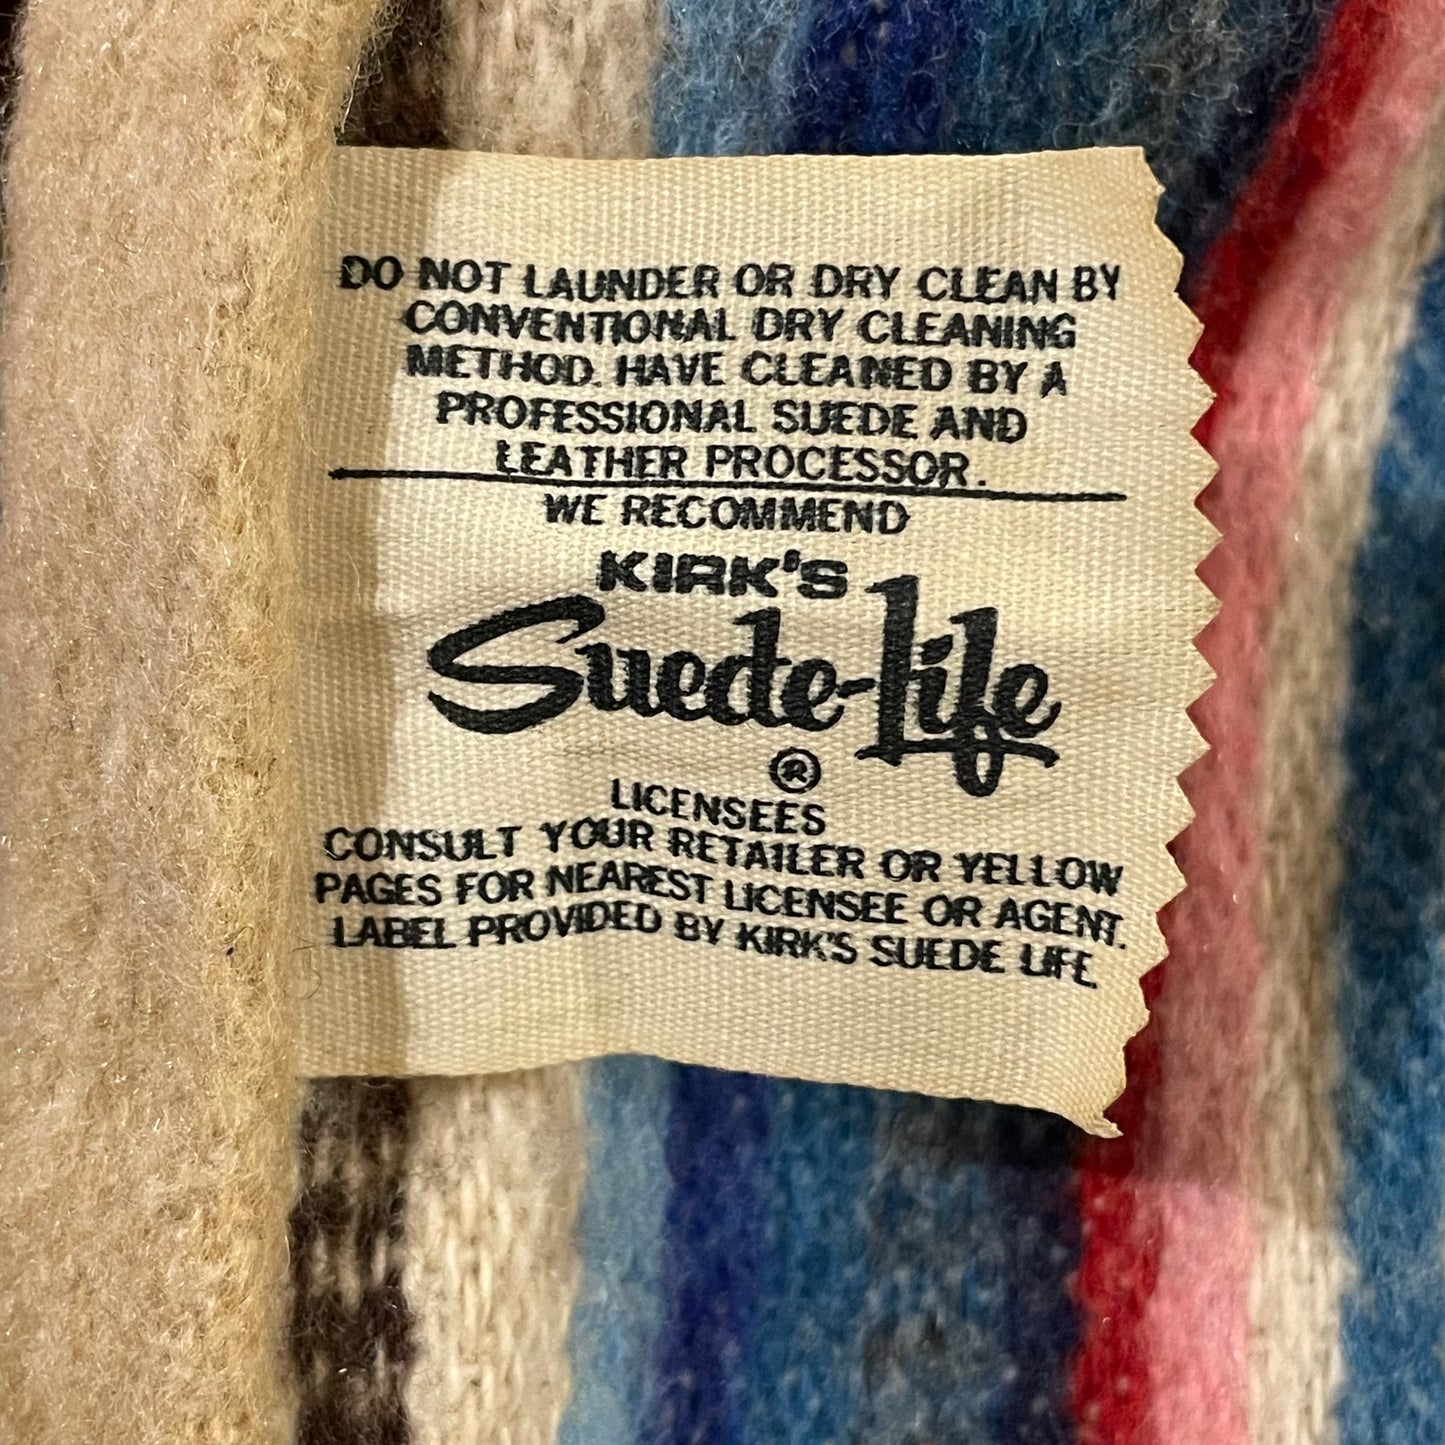 DO NOT LAUNDER OR DRY CLEAN BY
CONVENTIONAL DRY CLEANING
METHOD. HAVE CLEANED BY A
PROFESSIONAL SUEDE AND
LEATHER PROCESSOR.
WE RECOMMEND
KIRK'S
Suede-Life
®
LICENSEES
CONSULT YOUR RETAILER OR YELLOW
PAGES FOR NEAREST LICENSEE OR AGENT.
LABEL PROVIDED BY KIRK'S SUEDE LIFE.